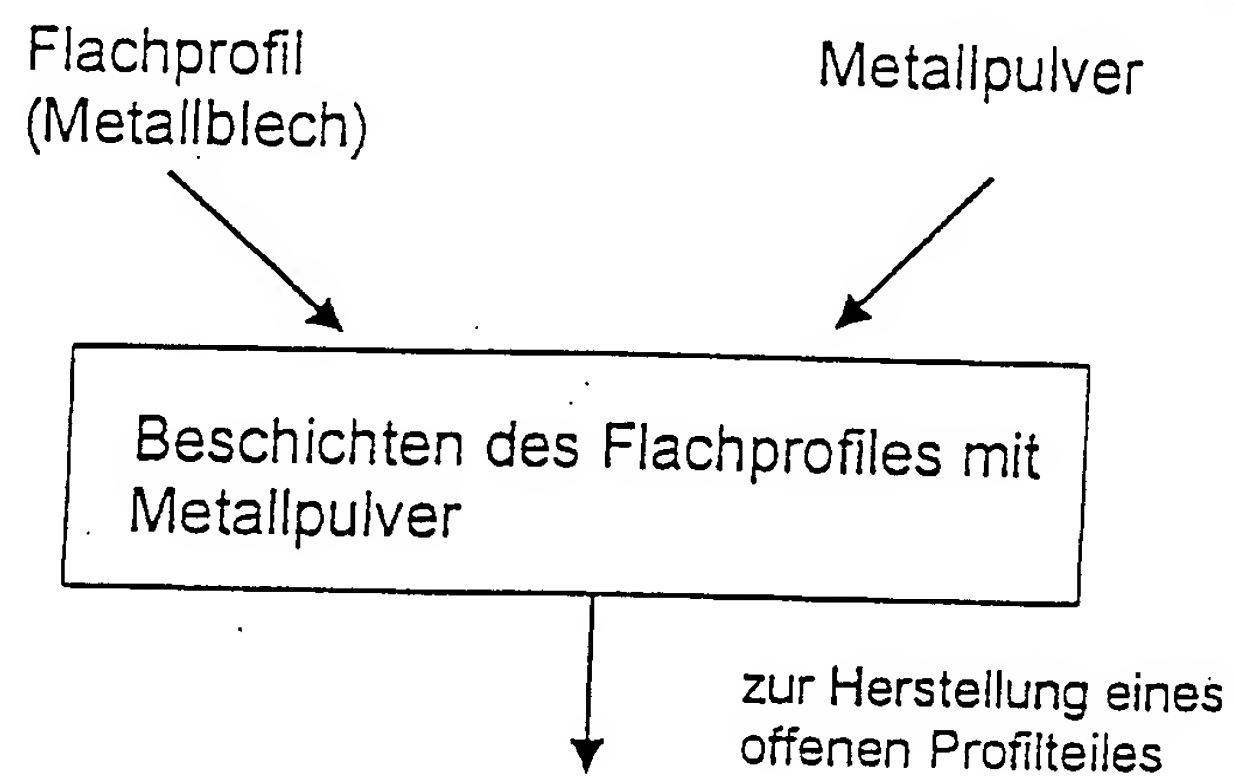 Flachprofil
(Metallblech)
Metallpulver
Beschichten des Flachprofiles mit
Metallpulver
zur Herstellung eines
offenen Profilteiles